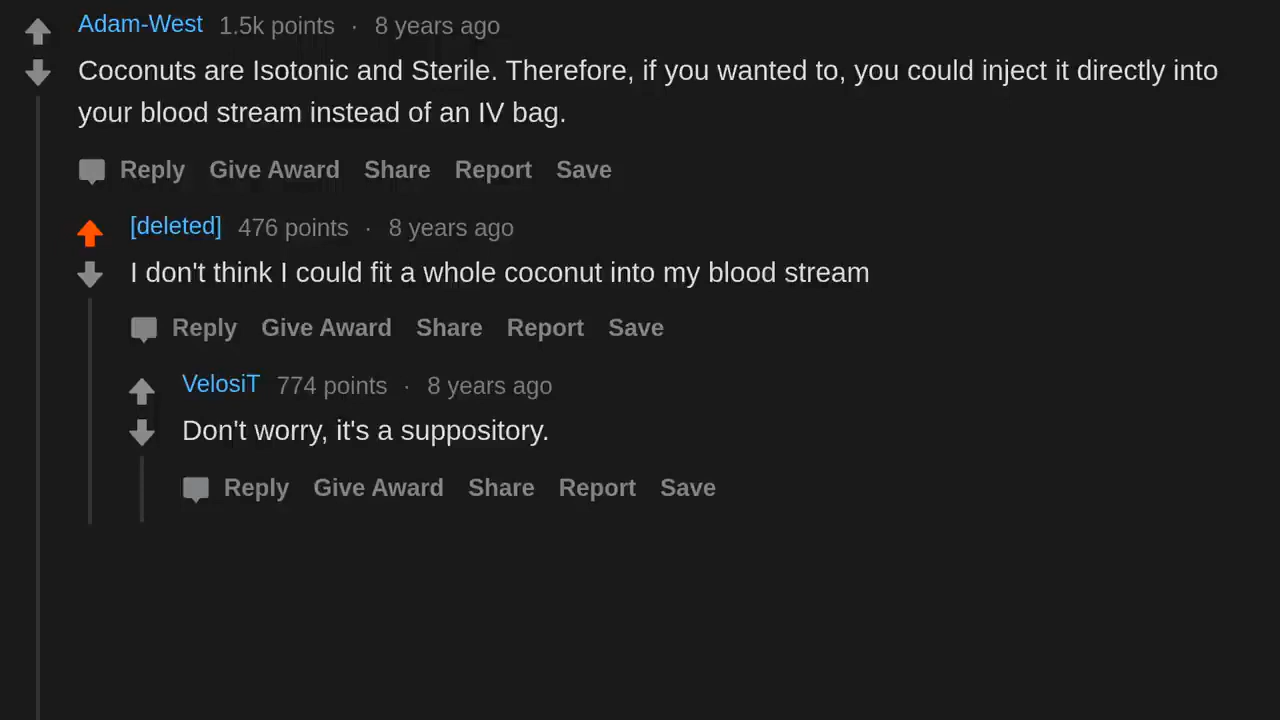 Adam-West 1.5k points · 8 years ago
Coconuts are Isotonic and Sterile. Therefore, if you wanted to, you could inject it directly into
your blood stream instead of an IV bag.
Reply Give Award Share Report Save
[deleted] 476 points · 8 years ago
I don't think I could fit a whole coconut into my blood stream
Reply Give Award Share Report Save
VelosiT 774 points · 8 years ago
Don't worry, it's a suppository.
Reply Give Award Share Report Save